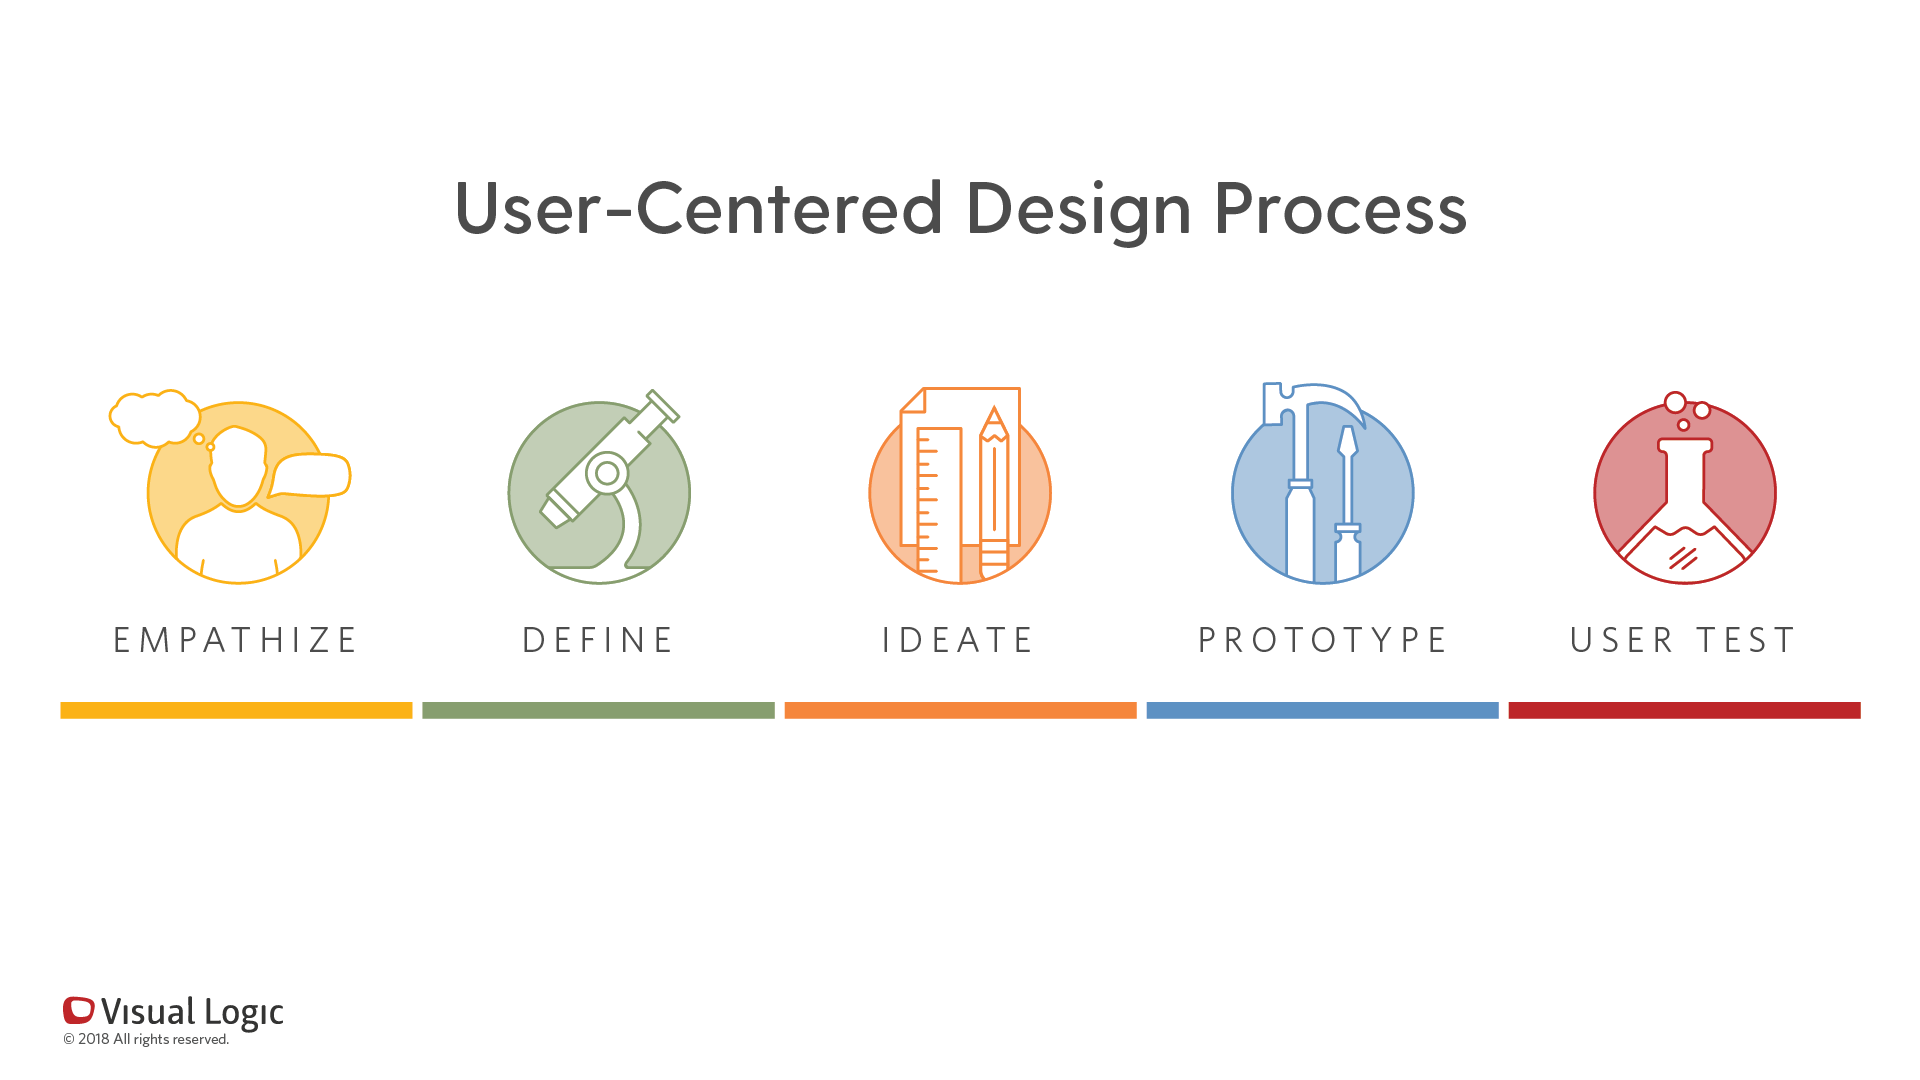 User-Centered Design Process
EMPATHIZE
DEFINE
IDEATE
PROTOTYPE
USER TEST
Visual Logic
© 2018 All rights reserved.